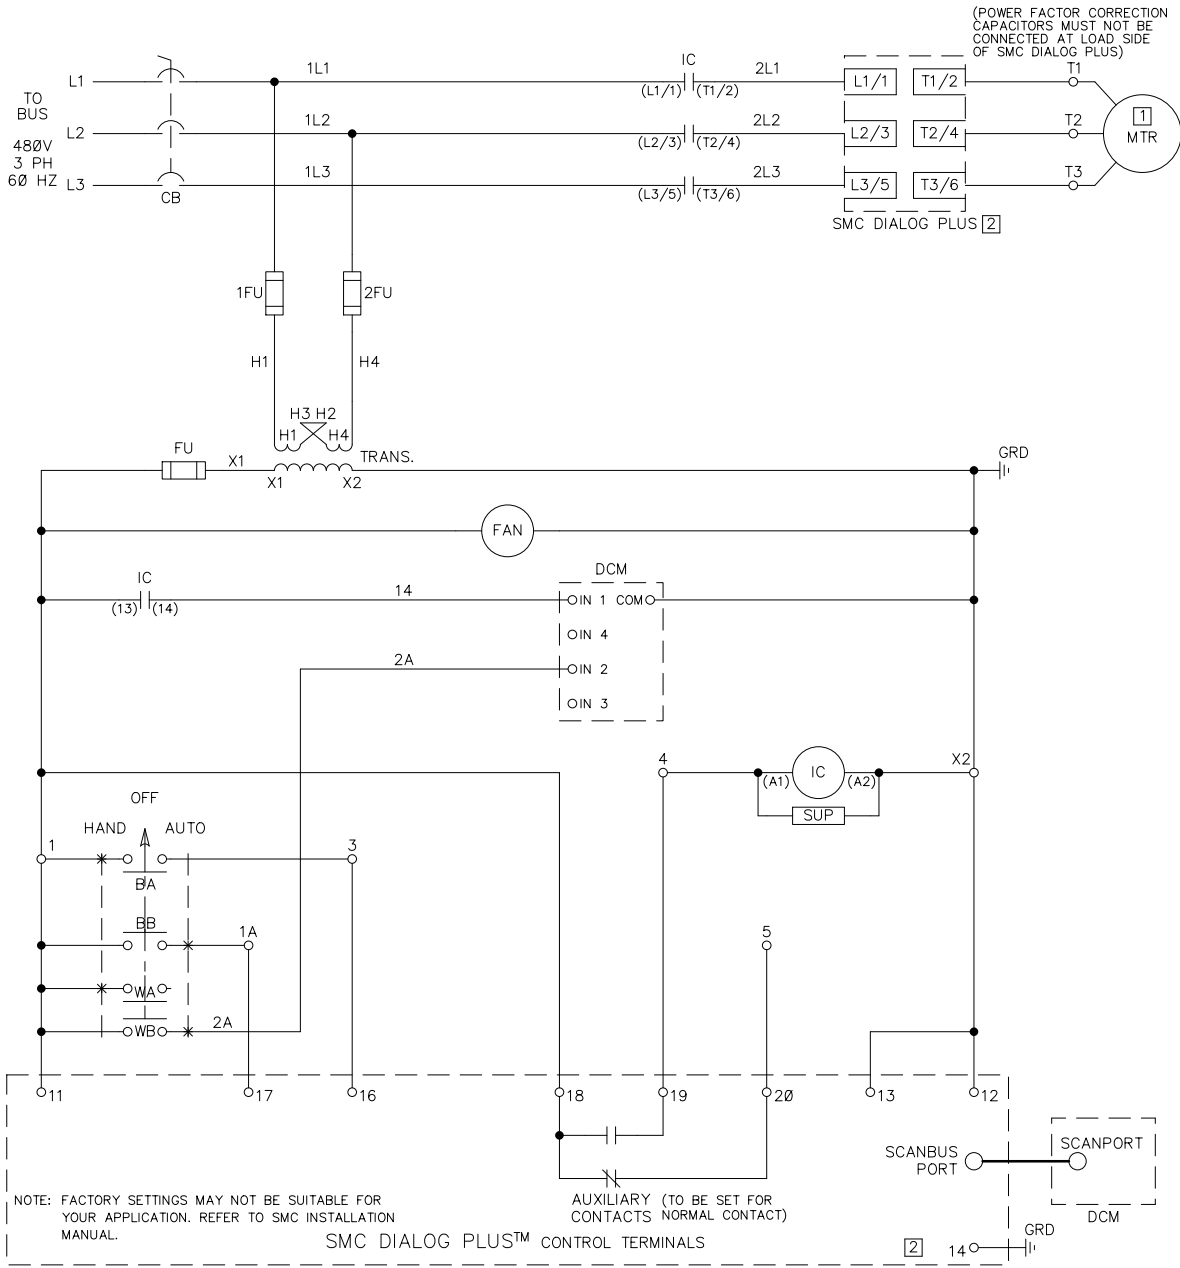 (POWER FACTOR CORRECTION
CAPACITORS MUST NOT BE
CONNECTED AT LOAD SIDE
OF SMC DIALOG PLUS)
TO
BUS
480V
3 PH
60 HZ
L1
1L1
IC
(L1/1) (T1/2)
2L1
L1/1 T1/2
T1
L2
1L2
(L2/3) (T2/4)
2L2
L2/3 T2/4
T2
1
MTR
L3
CB
1L3
(L3/5) (T3/6)
2L3
L3/5 T3/6
T3
SMC DIALOG PLUS 2
1FU
2FU
H1
H4
H3 H2
H1 H4
FU
X1
TRANS.
X1
X2
GRD
FAN
IC
(13) (14)
14
DCM
IN 1 COM
IN 4
2A
IN 2
IN 3
4
(A1)
IC
(A2)
X2
SUP
OFF
HAND
AUTO
1
BA
3
BB
1A
5
WA
WB
2A
11
17
16
18
19
20
13
12
SCANBUS
PORT
SCANPORT
DCM
AUXILIARY
CONTACTS
(TO BE SET FOR
NORMAL CONTACT)
NOTE: FACTORY SETTINGS MAY NOT BE SUITABLE FOR
YOUR APPLICATION. REFER TO SMC INSTALLATION
MANUAL.
SMC DIALOG PLUS™ CONTROL TERMINALS
2
14
GRD